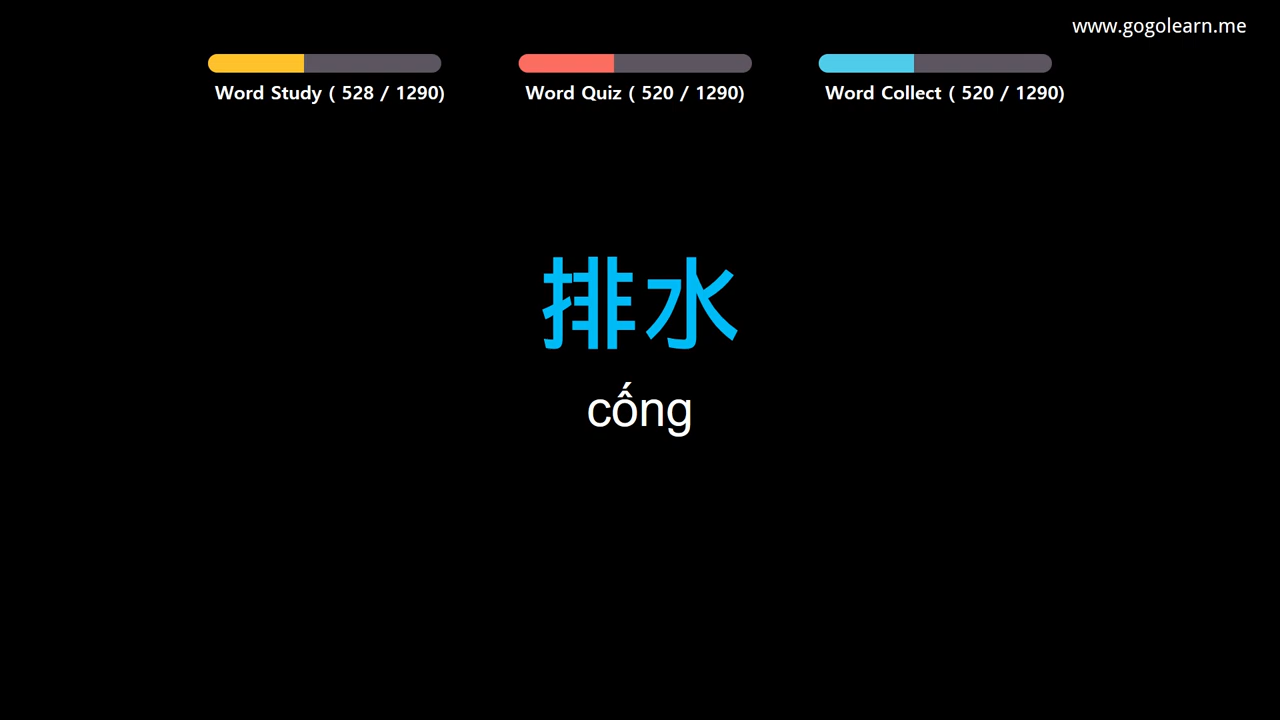 www.gogolearn.me
Word Study ( 528 / 1290)
Word Quiz ( 520 / 1290)
Word Collect ( 520 / 1290)
排水
cống